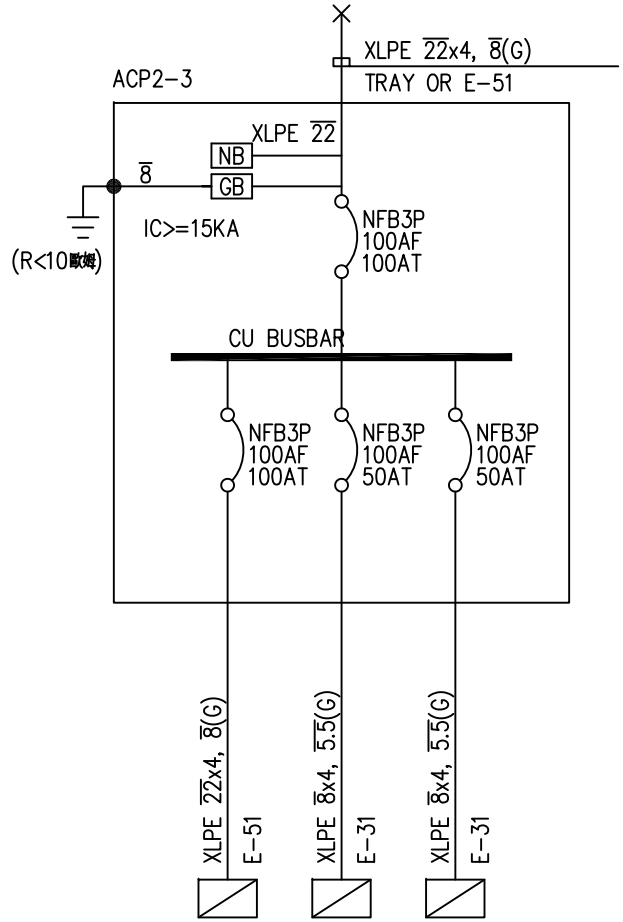 XLPE 22x4, 8(G)
TRAY OR E-51
ACP2-3
XLPE 22
NB
8
GB
IC>=15KA
(R<10歐姆)
NFB3P
100AF
100AT
CU BUSBAR
NFB3P
100AF
100AT
NFB3P
100AF
50AT
NFB3P
100AF
50AT
XLPE 22x4, 8(G)
E-51
XLPE 8x4, 5.5(G)
E-31
XLPE 8x4, 5.5(G)
E-31